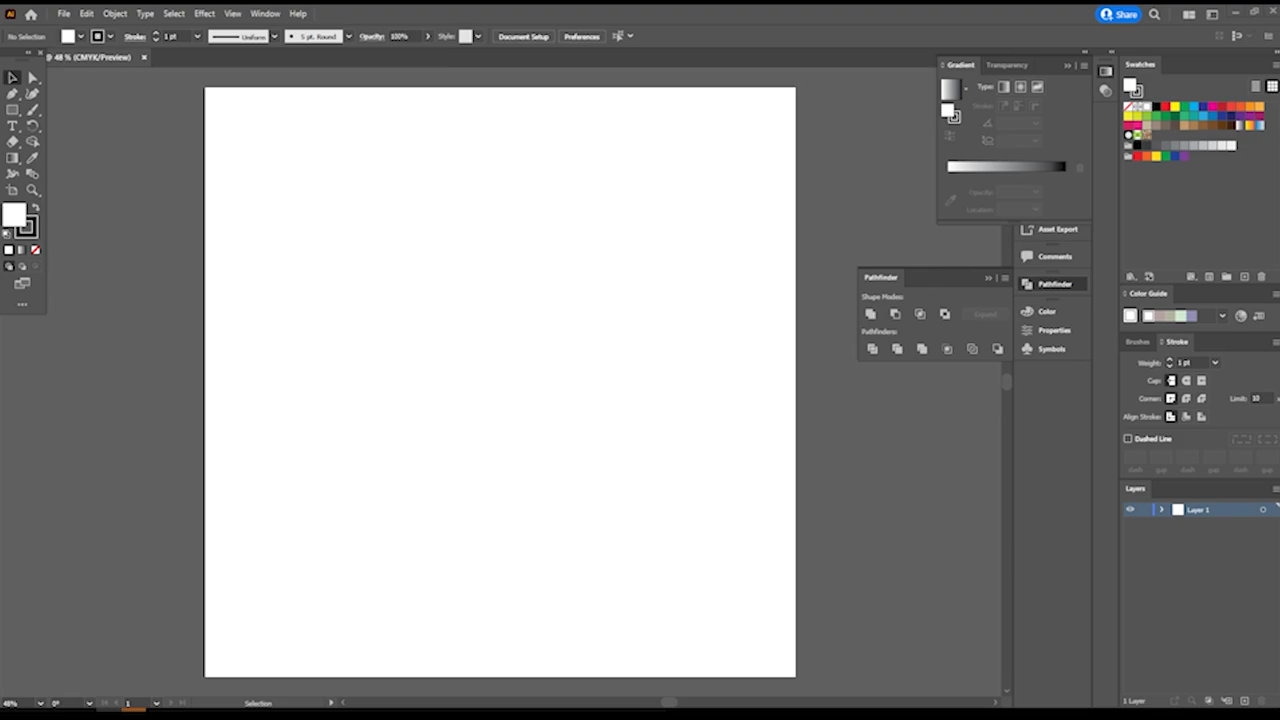 Ai File Edit Object Type Select Effect View Window Help Share
No Selection Stroke: 1 pt Uniform 5 pt. Round Opacity: 100% Style: Document Setup Preferences
@ 48 % (CMYK/Preview) ×
Gradient Transparency
Type:
Stroke:
Opacity:
Location:
Asset Export
Comments
Pathfinder
Color
Properties
Symbols
Pathfinder
Shape Modes:
Expand
Pathfinders:
Swatches
Color Guide
Brushes Stroke
Weight: 1 pt
Cap:
Corner: Limit: 10 x
Align Stroke:
Dashed Line
dash gap dash gap dash gap
Layers
Layer 1
1 Layer
48% 0° 1 Selection